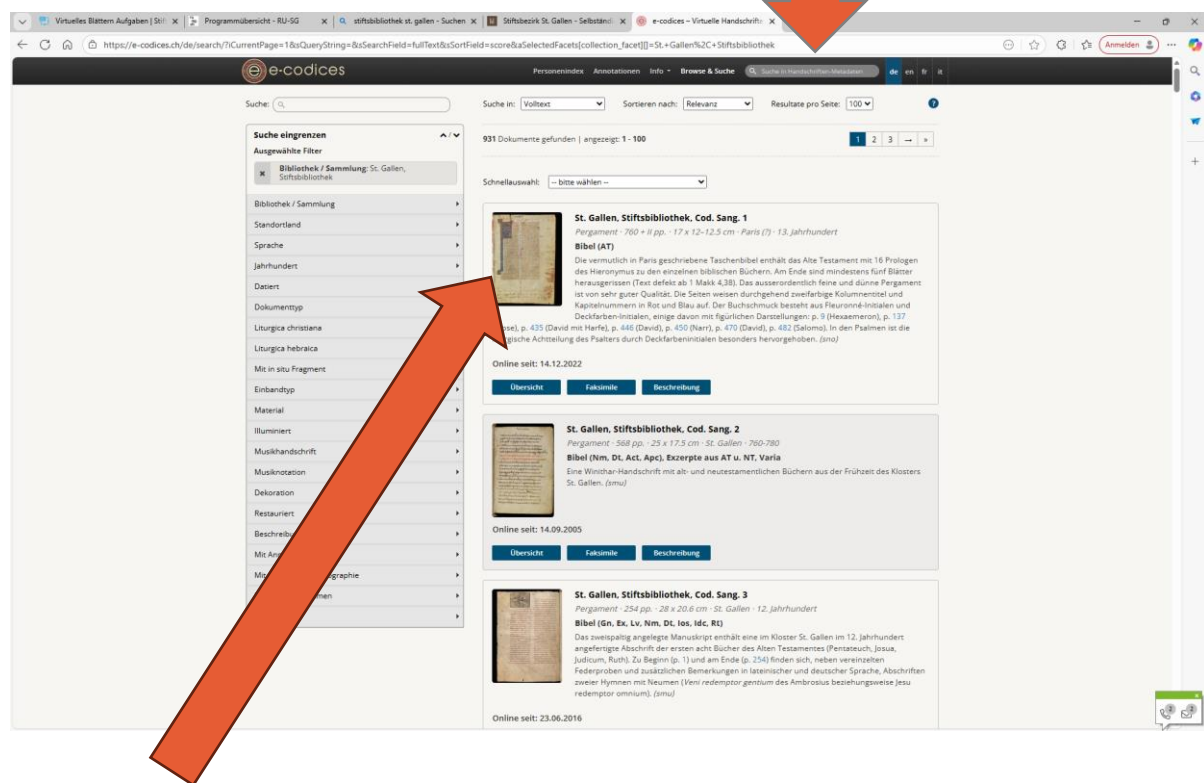 Virtuelles Blättern Aufgaben | Stif
Programmübersicht - RU-SG
stiftsbibliothek st. gallen - Suchen
Stiftsbezirk St. Gallen - Selbständi
e-codices – Virtuelle Handschrift
https://e-codices.ch/de/search/?iCurrentPage=1&sQueryString=&sSearchField=fullText&sSortField=score&aSelectedFacets[collection_facet][]=St.+Gallen%2C+Stiftsbibliothek
Anmelden
e-codices
Personenindex Annotationen Info Browse & Suche Suche in Handschriften-Metadaten de en fr it
Suche:
Suche in: Volltext Sortieren nach: Relevanz Resultate pro Seite: 100
Suche eingrenzen
Ausgewählte Filter
Bibliothek / Sammlung: St. Gallen,
Stiftsbibliothek
Bibliothek / Sammlung
Standortland
Sprache
Jahrhundert
Datiert
Dokumenttyp
Liturgica christiana
Liturgica hebraica
Mit in situ Fragment
Einbandtyp
Material
Illuminiert
Musikhandschrift
Musiknotation
Dekoration
Restauriert
Beschreibu
Mit An
Mit ographie
men
931 Dokumente gefunden | angezeigt: 1 - 100
1 2 3 → »
Schnellauswahl: -- bitte wählen --
St. Gallen, Stiftsbibliothek, Cod. Sang. 1
Pergament · 760 + ii pp. · 17 x 12–12.5 cm · Paris (?) · 13. Jahrhundert
Bibel (AT)
Die vermutlich in Paris geschriebene Taschenbibel enthält das Alte Testament mit 16 Prologen
des Hieronymus zu den einzelnen biblischen Büchern. Am Ende sind mindestens fünf Blätter
herausgerissen (Text defekt ab 1 Makk 4,38). Das ausserordentlich feine und dünne Pergament
ist von sehr guter Qualität. Die Seiten weisen durchgehend zweifarbige Kolumnentitel und
Kapitelnummern in Rot und Blau auf. Der Buchschmuck besteht aus Fleuronné-Initialen und
Deckfarben-Initialen, einige davon mit figürlichen Darstellungen: p. 9 (Hexaemeron), p. 137
ose), p. 435 (David mit Harfe), p. 446 (David), p. 450 (Narr), p. 470 (David), p. 482 (Salomo). In den Psalmen ist die
rgische Achtteilung des Psalters durch Deckfarbeninitialen besonders hervorgehoben. (sno)
Online seit: 14.12.2022
Übersicht Faksimile Beschreibung
St. Gallen, Stiftsbibliothek, Cod. Sang. 2
Pergament · 568 pp. · 25 x 17.5 cm · St. Gallen · 760-780
Bibel (Nm, Dt, Act, Apc), Exzerpte aus AT u. NT, Varia
Eine Winithar-Handschrift mit alt- und neutestamentlichen Büchern aus der Frühzeit des Klosters
St. Gallen. (smu)
Online seit: 14.09.2005
Übersicht Faksimile Beschreibung
St. Gallen, Stiftsbibliothek, Cod. Sang. 3
Pergament · 254 pp. · 28 x 20.6 cm · St. Gallen · 12. Jahrhundert
Bibel (Gn, Ex, Lv, Nm, Dt, Ios, Idc, Rt)
Das zweispaltig angelegte Manuskript enthält eine im Kloster St. Gallen im 12. Jahrhundert
angefertigte Abschrift der ersten acht Bücher des Alten Testamentes (Pentateuch, Josua,
Judicum, Ruth). Zu Beginn (p. 1) und am Ende (p. 254) finden sich, neben vereinzelten
Federproben und zusätzlichen Bemerkungen in lateinischer und deutscher Sprache, Abschriften
zweier Hymnen mit Neumen (Veni redemptor gentium des Ambrosius beziehungsweise Jesu
redemptor omnium). (smu)
Online seit: 23.06.2016
2 2